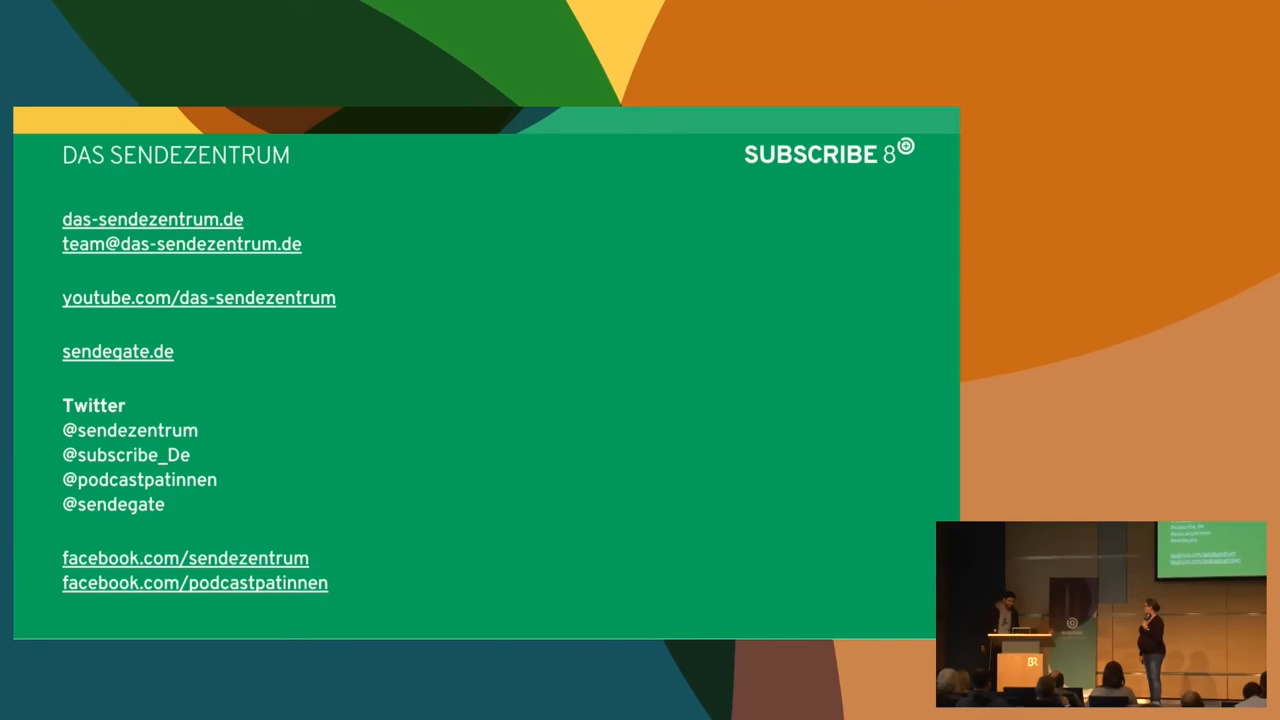 DAS SENDEZENTRUM
SUBSCRIBE 8
das-sendezentrum.de
team@das-sendezentrum.de
youtube.com/das-sendezentrum
sendegate.de
Twitter
@sendezentrum
@subscribe_De
@podcastpatinnen
@sendegate
facebook.com/sendezentrum
facebook.com/podcastpatinnen
BR